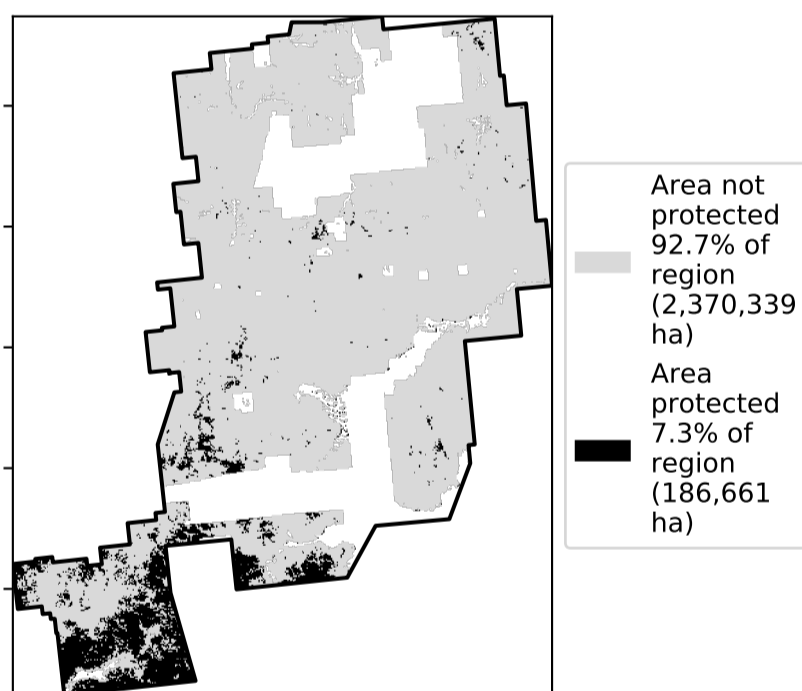 Area not
protected
92.7% of
region
(2,370,339
ha)
Area
protected
7.3% of
region
(186,661
ha)